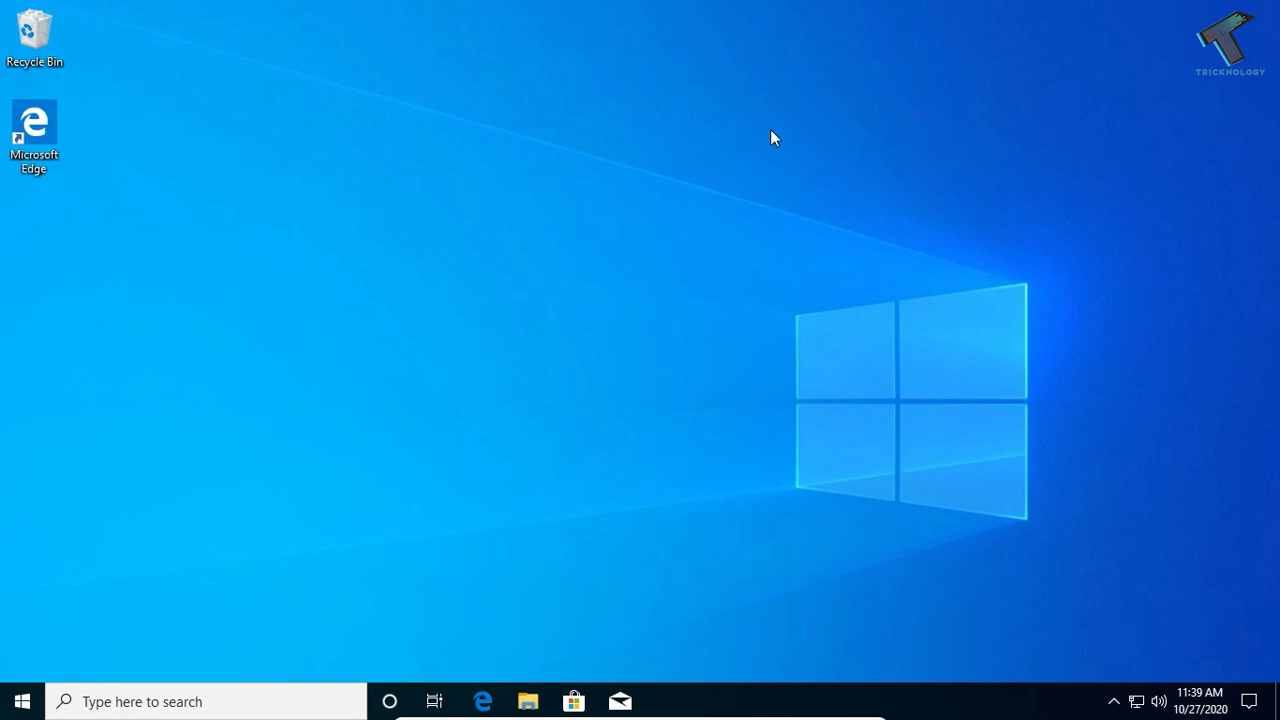 Recycle Bin
TRICKNOLOGY
Microsoft
Edge
Type here to search
11:39 AM
10/27/2020